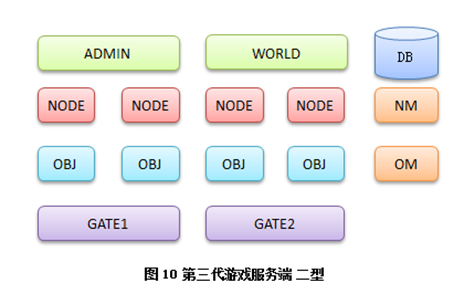 ADMIN WORLD DB
NODE NODE NODE NODE NM
OBJ OBJ OBJ OBJ OM
GATE1 GATE2
图 10 第三代游戏服务端 二型